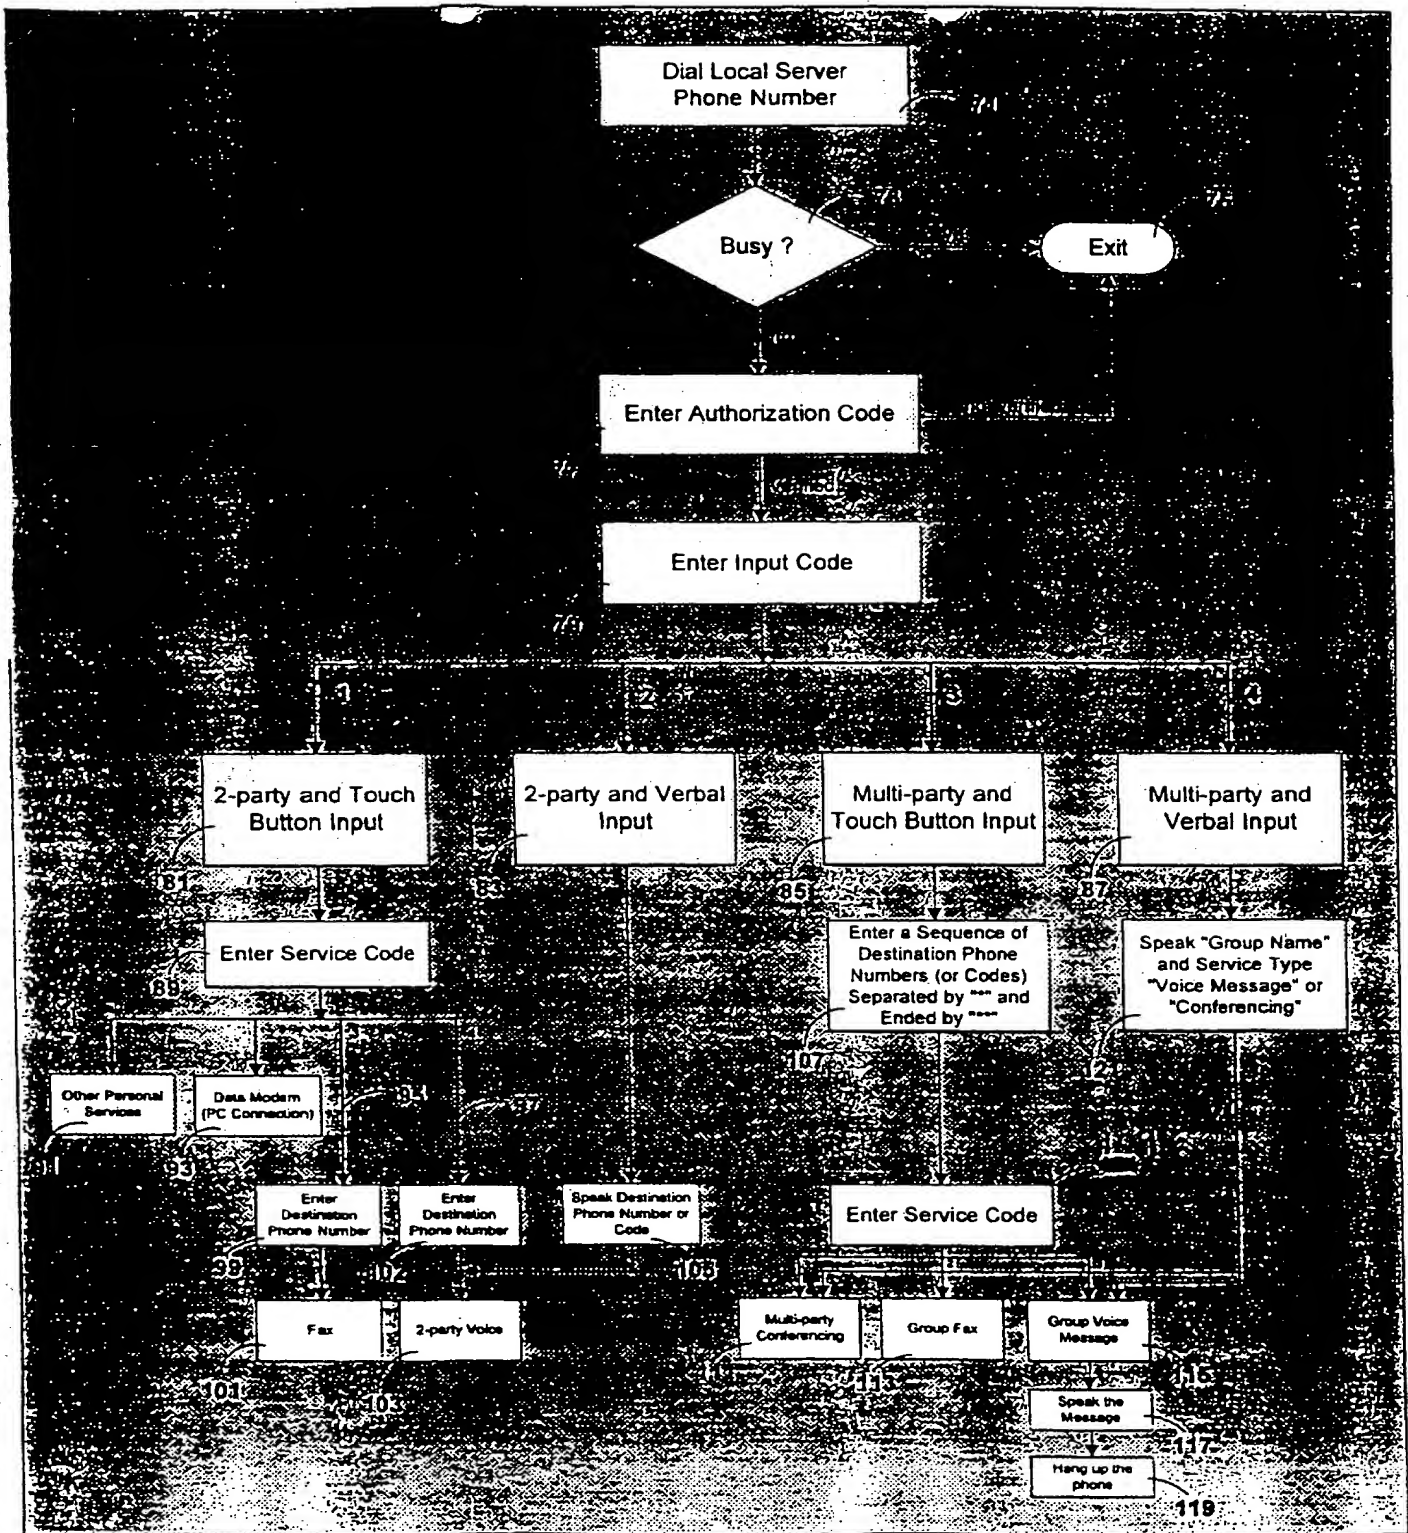 Dial Local Server
Phone Number
Busy ?
Exit
Enter Authorization Code
Enter Input Code
1
2
3
4
2-party and Touch
Button Input
2-party and Verbal
Input
Multi-party and
Touch Button Input
Multi-party and
Verbal Input
81
83
85
87
Enter Service Code
89
Enter a Sequence of
Destination Phone
Numbers (or Codes)
Separated by "*" and
Ended by "**"
107
Speak "Group Name"
and Service Type
"Voice Message" or
"Conferencing"
Other Personal
Services
91
Data Modem
(PC Connection)
93
Enter
Destination
Phone Number
99
Enter
Destination
Phone Number
102
Speak Destination
Phone Number or
Code
105
Enter Service Code
Fax
101
2-party Voice
103
Multi-party
Conferencing
Group Fax
113
Group Voice
Message
115
Speak the
Message
117
Hang up the
phone
119